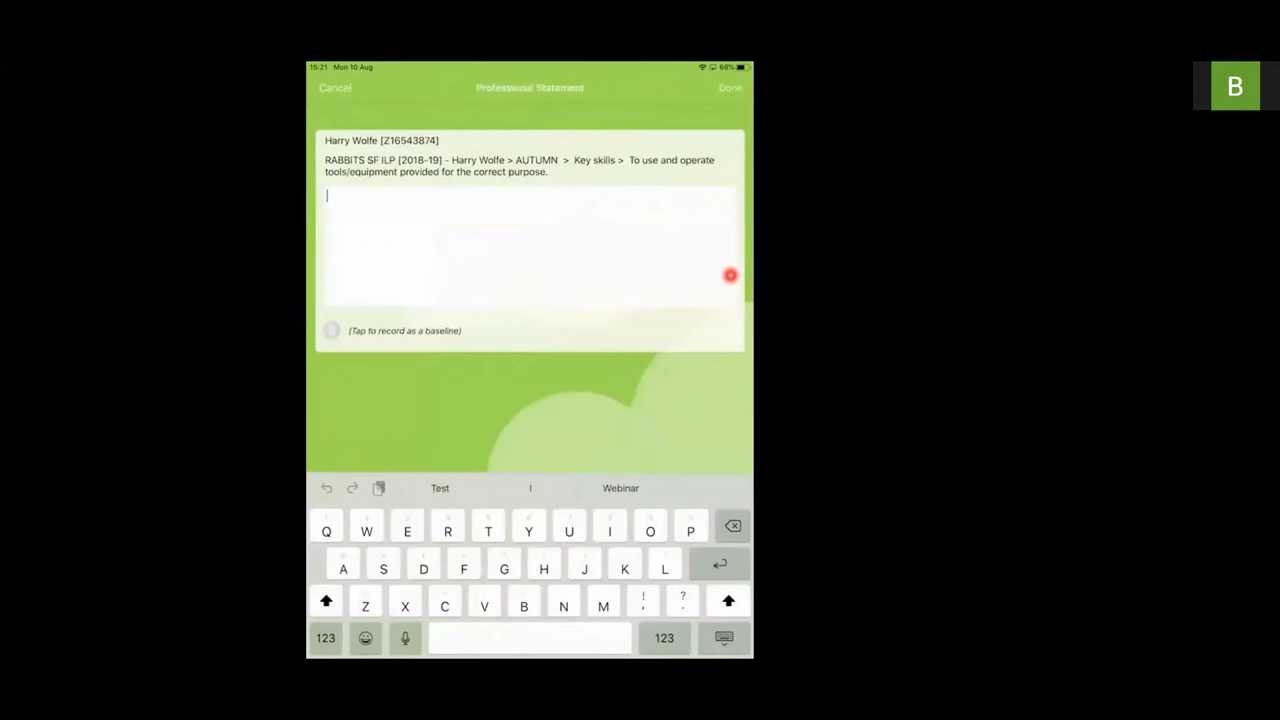 15:21 Mon 10 Aug 66%
Cancel Professional Statement Done
B
Harry Wolfe [Z16543874]
RABBITS SF ILP [2018-19] - Harry Wolfe > AUTUMN > Key skills > To use and operate
tools/equipment provided for the correct purpose.
(Tap to record as a baseline)
Test I Webinar
Q W E R T Y U I O P
A S D F G H J K L
Z X C V B N M ! , ? .
123 123